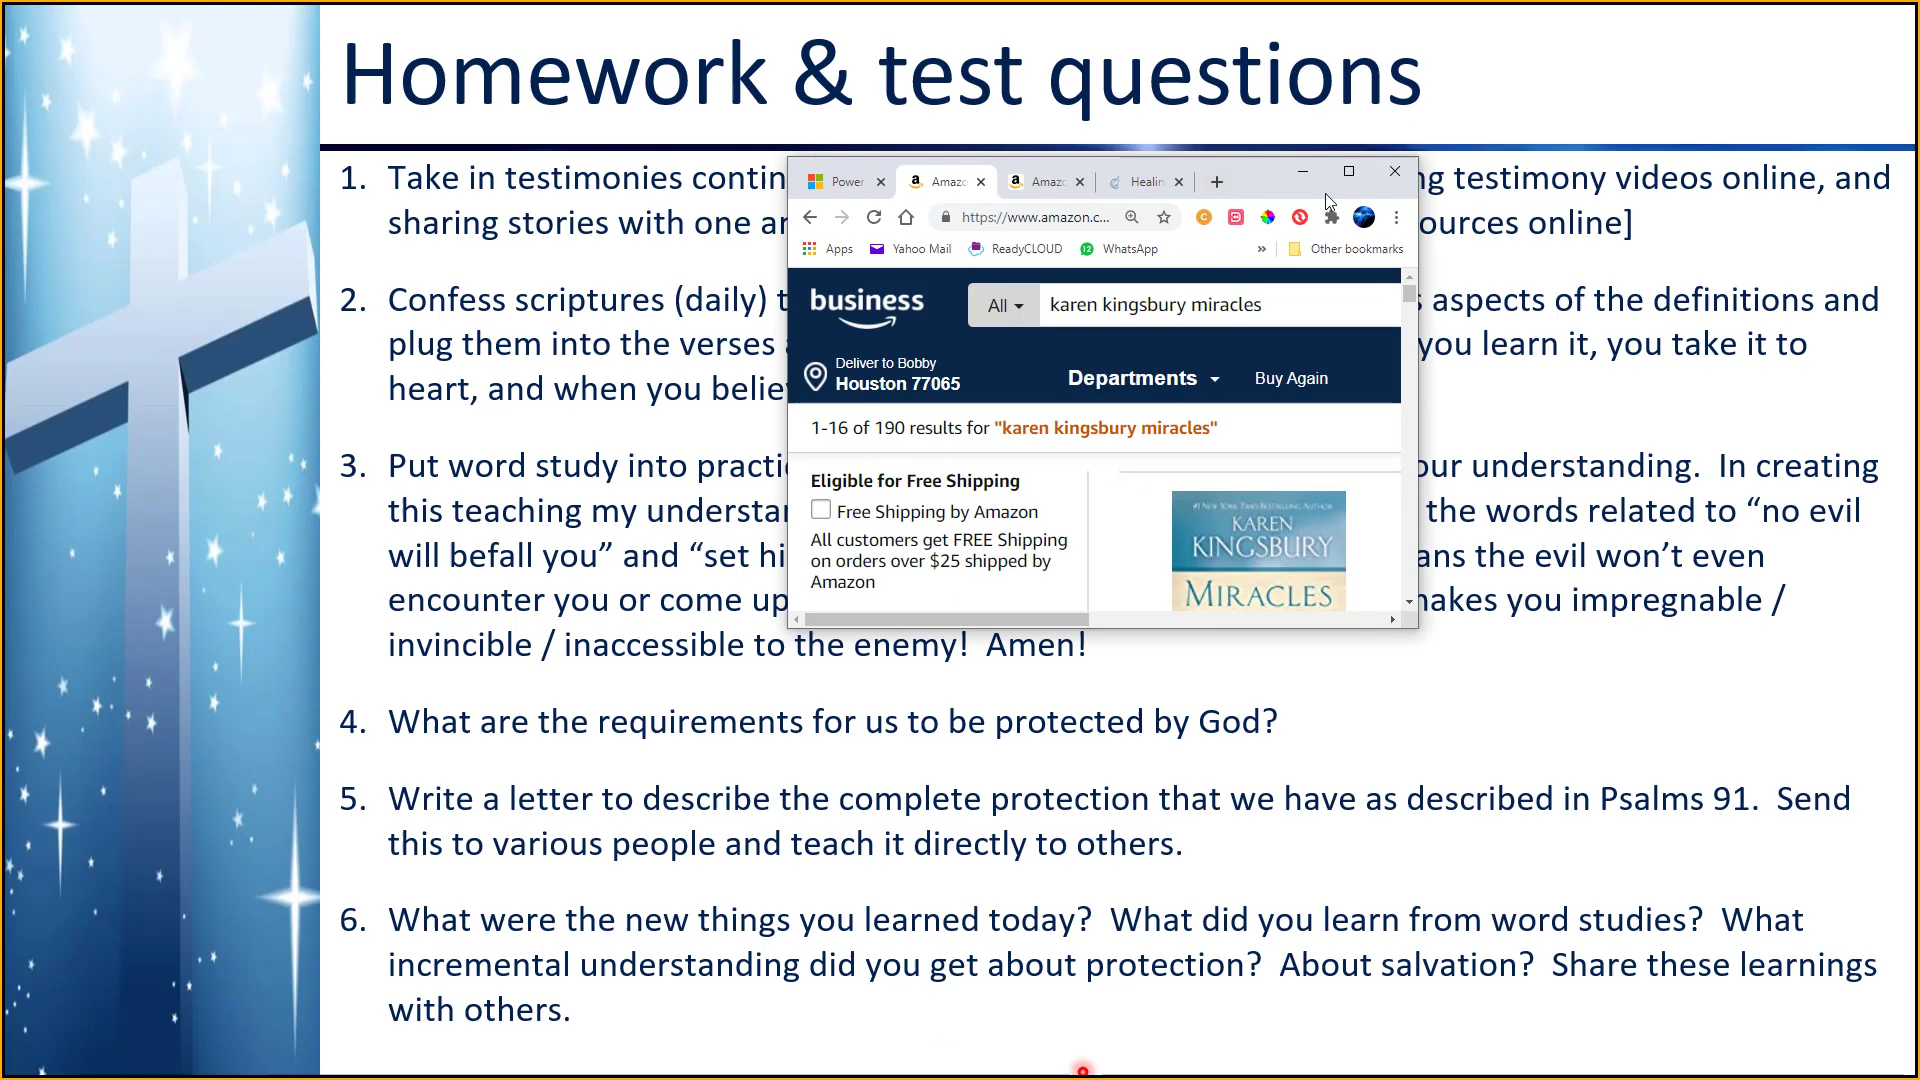 Homework & test questions
1. Take in testimonies contin
ng testimony videos online, and
sharing stories with one
ources online]
2. Confess scriptures (daily)
aspects of the definitions and
plug them into the verses
you learn it, you take it to
heart, and when you belie
3. Put word study into practi
our understanding. In creating
this teaching my understa
the words related to “no evil
will befall you” and “set hi
ans the evil won’t even
encounter you or come up
makes you impregnable /
invincible / inaccessible to the enemy! Amen!
4. What are the requirements for us to be protected by God?
5. Write a letter to describe the complete protection that we have as described in Psalms 91. Send
this to various people and teach it directly to others.
6. What were the new things you learned today? What did you learn from word studies? What
incremental understanding did you get about protection? About salvation? Share these learnings
with others.
Power Amazo Amazo Healin
https://www.amazon.c...
Apps Yahoo Mail ReadyCLOUD 12 WhatsApp » Other bookmarks
business All karen kingsbury miracles
Deliver to Bobby
Houston 77065 Departments Buy Again
1-16 of 190 results for "karen kingsbury miracles"
Eligible for Free Shipping
Free Shipping by Amazon
All customers get FREE Shipping
on orders over $25 shipped by
Amazon
#1 NEW YORK TIMES BESTSELLING AUTHOR
KAREN
KINGSBURY
MIRACLES